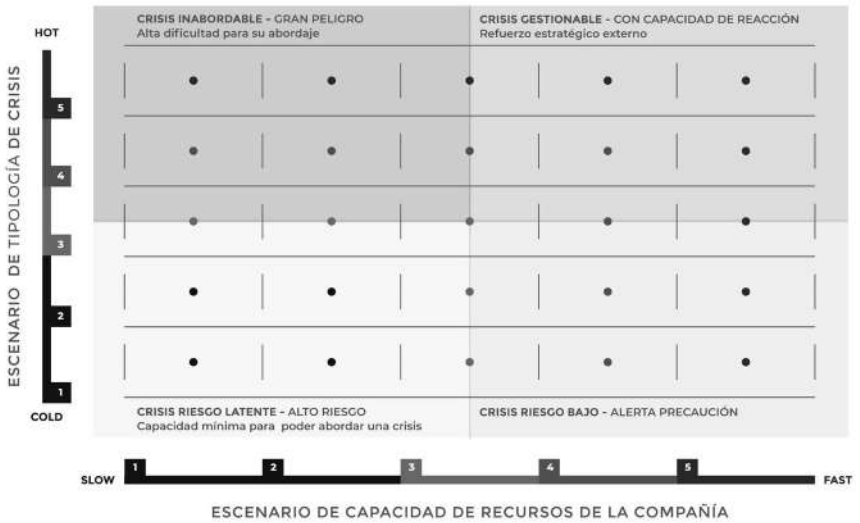 CRISIS INABORDABLE - GRAN PELIGRO
Alta dificultad para su abordaje
CRISIS GESTIONABLE - CON CAPACIDAD DE REACCIÓN
Refuerzo estratégico externo
HOT
5
4
3
2
1
COLD
ESCENARIO DE TIPOLOGÍA DE CRISIS
CRISIS RIESGO LATENTE - ALTO RIESGO
Capacidad mínima para poder abordar una crisis
CRISIS RIESGO BAJO - ALERTA PRECAUCIÓN
SLOW
1
2
3
4
5
FAST
ESCENARIO DE CAPACIDAD DE RECURSOS DE LA COMPAÑÍA